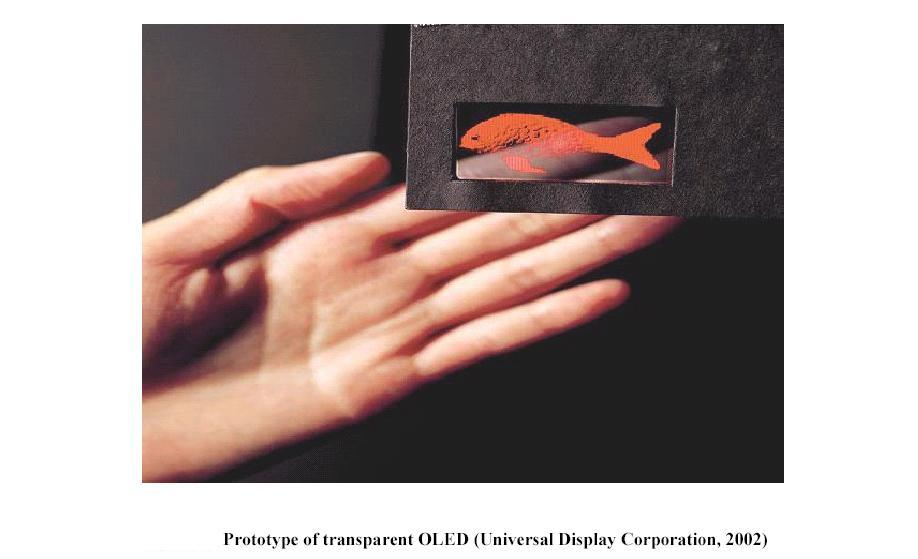 Prototype of transparent OLED (Universal Display Corporation, 2002)